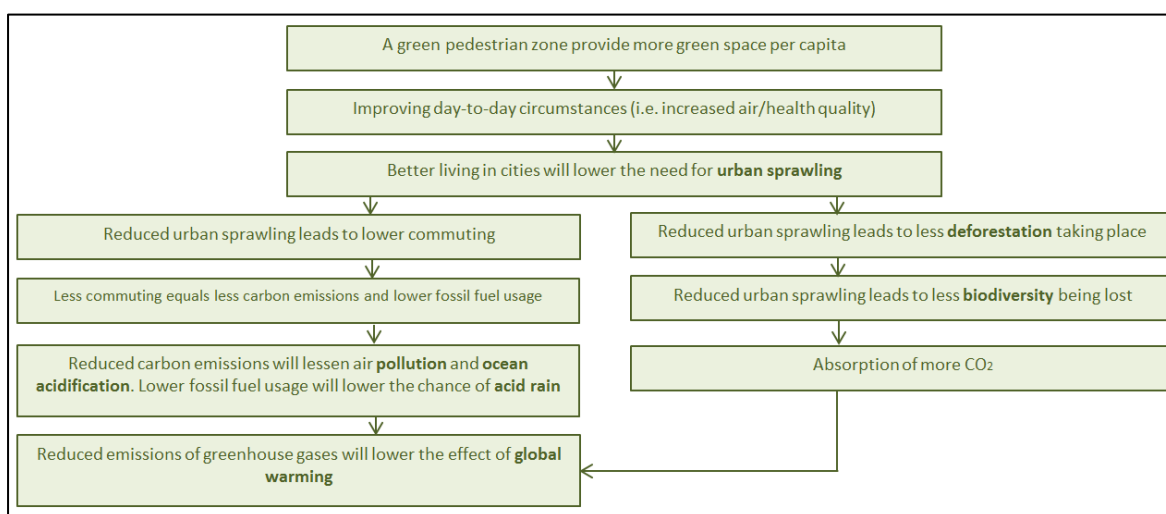 A green pedestrian zone provide more green space per capita
Improving day-to-day circumstances (i.e. increased air/health quality)
Better living in cities will lower the need for urban sprawling
Reduced urban sprawling leads to lower commuting
Less commuting equals less carbon emissions and lower fossil fuel usage
Reduced carbon emissions will lessen air pollution and ocean
acidification. Lower fossil fuel usage will lower the chance of acid rain
Reduced emissions of greenhouse gases will lower the effect of global
warming
Reduced urban sprawling leads to less deforestation taking place
Reduced urban sprawling leads to less biodiversity being lost
Absorption of more CO2